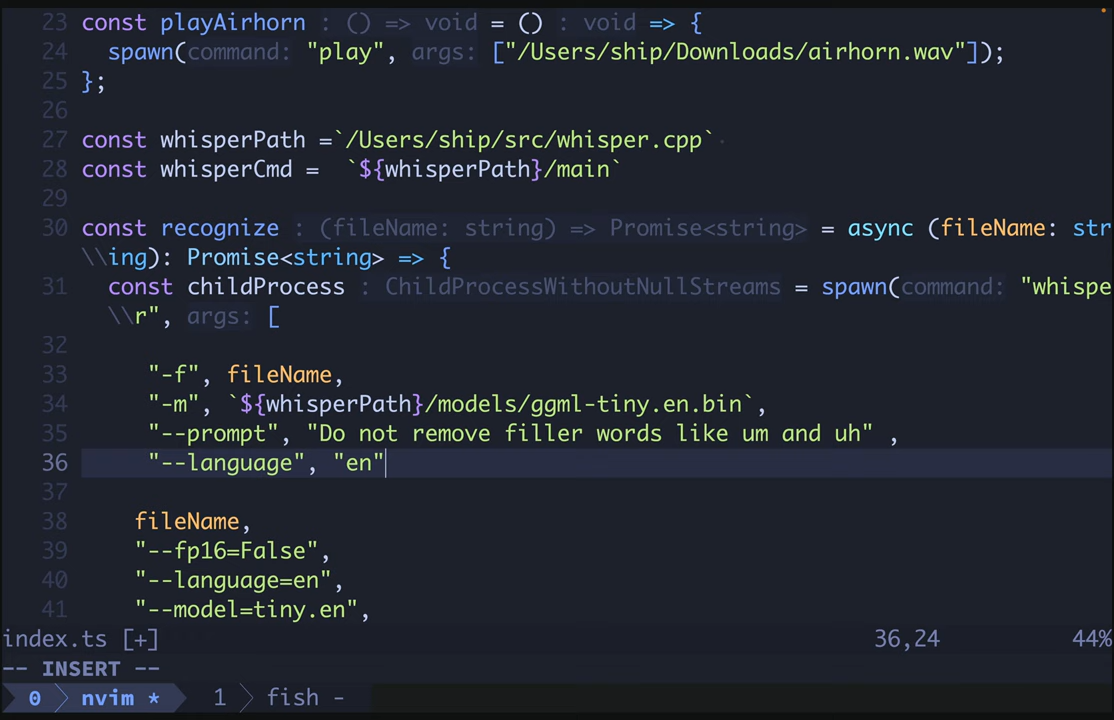 23 const playAirhorn : () => void = () : void => {
24 spawn(command: "play", args: ["/Users/ship/Downloads/airhorn.wav"]);
25 };
26
27 const whisperPath =`/Users/ship/src/whisper.cpp`
28 const whisperCmd = `${whisperPath}/main`
29
30 const recognize : (fileName: string) => Promise<string> = async (fileName: str
\\ing): Promise<string> => {
31 const childProcess : ChildProcessWithoutNullStreams = spawn(command: "whispe
\\r", args: [
32
33 "-f", fileName,
34 "-m", `${whisperPath}/models/ggml-tiny.en.bin`,
35 "--prompt", "Do not remove filler words like um and uh" ,
36 "--language", "en"
37
38 fileName,
39 "--fp16=False",
40 "--language=en",
41 "--model=tiny.en",
index.ts [+] 36,24 44%
-- INSERT --
0 nvim * 1 fish -